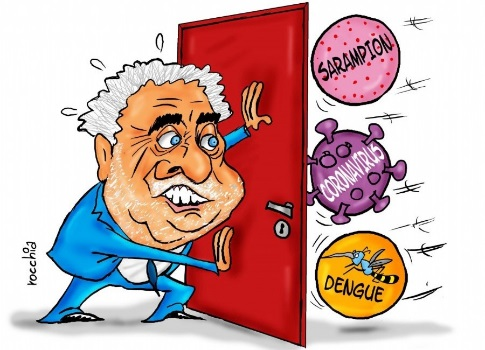 SARAMPION
CORONAVIRUS
DENGUE
rocchia